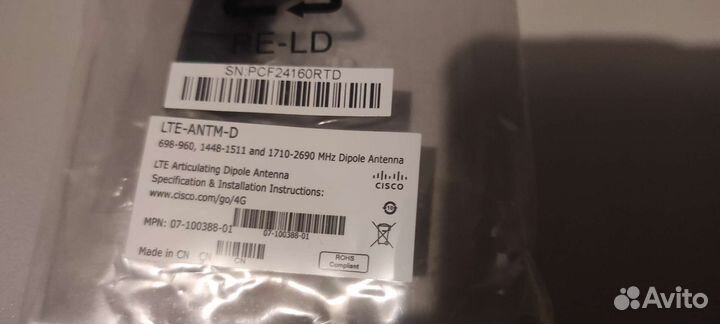 PE-LD
SN:PCF24160RTD
LTE-ANTM-D
698-960, 1448-1511 and 1710-2690 MHz Dipole Antenna
LTE Articulating Dipole Antenna
Specification & Installation Instructions:
www.cisco.com/go/4G
CISCO
MPN: 07-100388-01
07-100388-01
Made in CN CN
CN
ROHS
Compliant
Avito